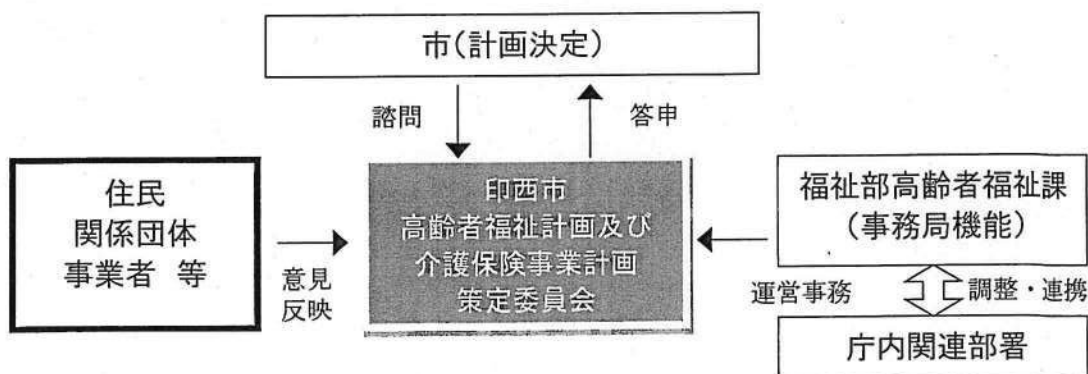 市(計画決定)
諮問
答申
住民
関係団体
事業者 等
意見
反映
印西市
高齢者福祉計画及び
介護保険事業計画
策定委員会
福祉部高齢者福祉課
(事務局機能)
運営事務
調整・連携
庁内関連部署